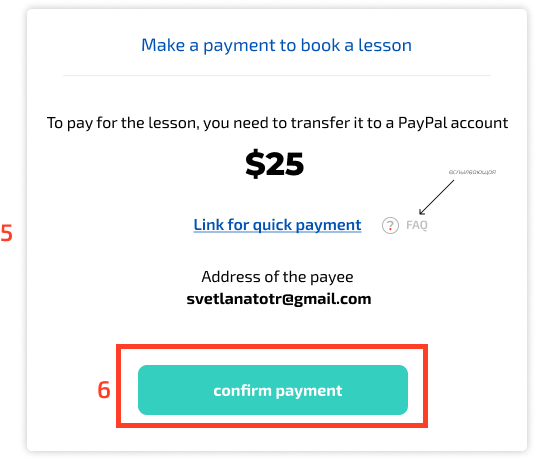 Make a payment to book a lesson
To pay for the lesson, you need to transfer it to a PayPal account
$25
Link for quick payment
? FAQ
5
Address of the payee
svetlanatotr@gmail.com
6
confirm payment